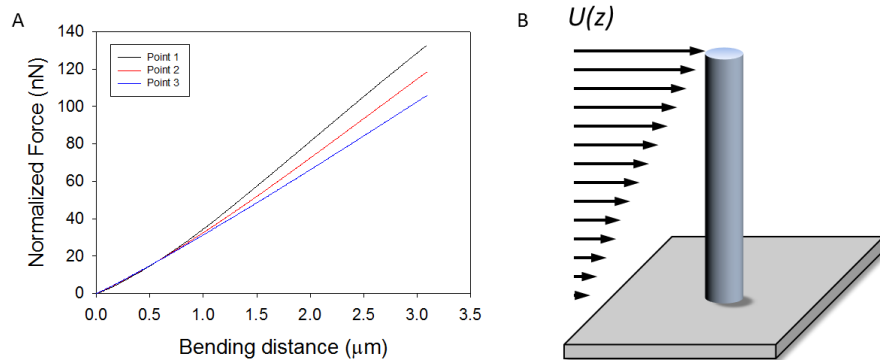 A
Normalized Force (nN)
140
120
100
80
60
40
20
0
Point 1
Point 2
Point 3
0.0 0.5 1.0 1.5 2.0 2.5 3.0 3.5
Bending distance (μm)
B
U(z)